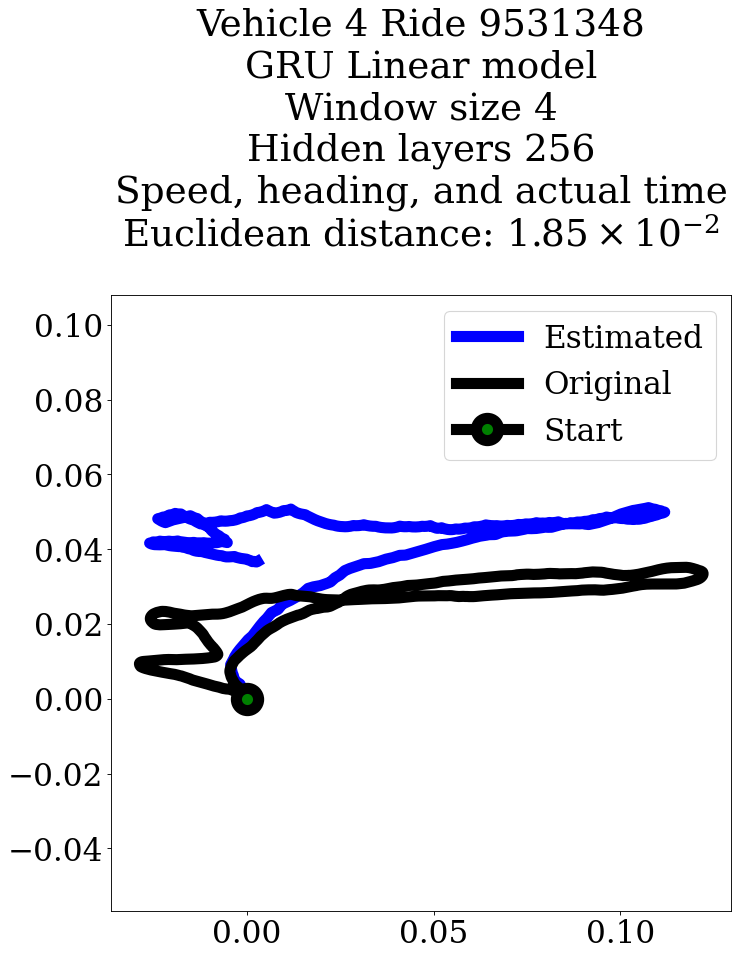 Vehicle 4 Ride 9531348
GRU Linear model
Window size 4
Hidden layers 256
Speed, heading, and actual time
Euclidean distance: 1.85 × 10⁻²
Estimated
Original
Start
0.10
0.08
0.06
0.04
0.02
0.00
−0.02
−0.04
0.00 0.05 0.10